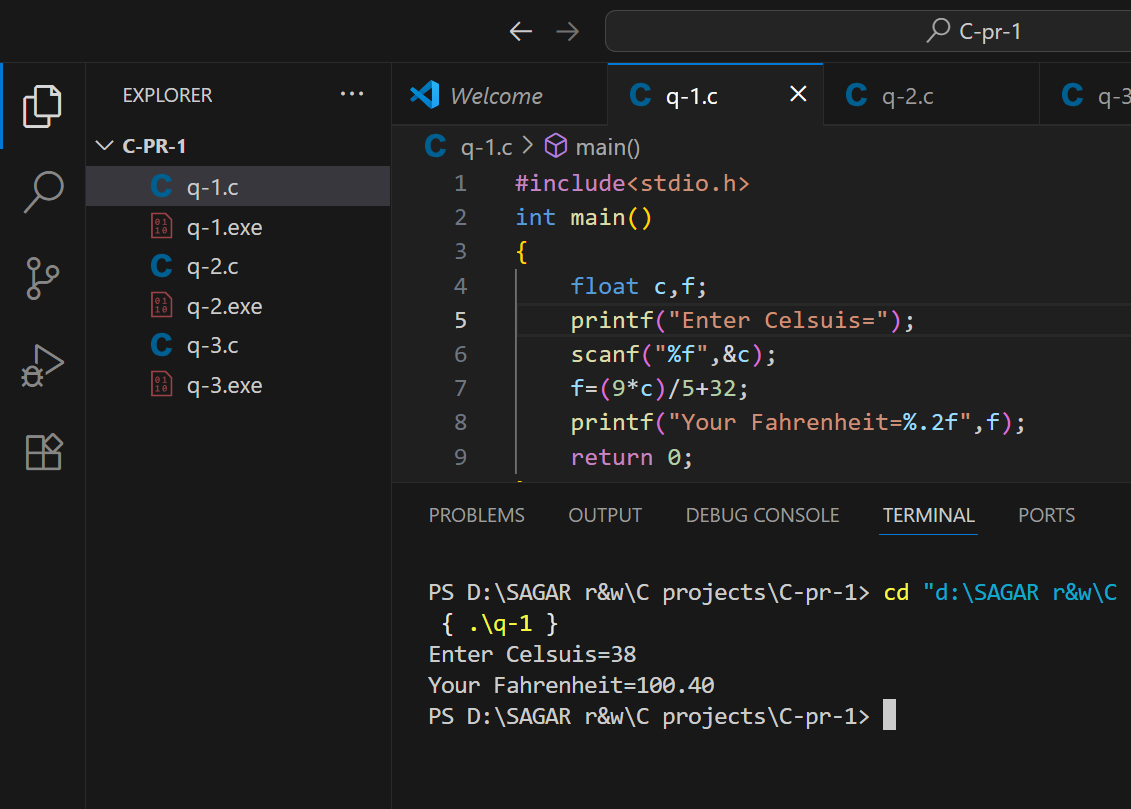 C-pr-1
EXPLORER ...
C-PR-1
q-1.c
q-1.exe
q-2.c
q-2.exe
q-3.c
q-3.exe
Welcome q-1.c q-2.c q-3
q-1.c > main()
1 #include<stdio.h>
2 int main()
3 {
4 float c,f;
5 printf("Enter Celsuis=");
6 scanf("%f",&c);
7 f=(9*c)/5+32;
8 printf("Your Fahrenheit=%.2f",f);
9 return 0;
PROBLEMS OUTPUT DEBUG CONSOLE TERMINAL PORTS
PS D:\SAGAR r&w\C projects\C-pr-1> cd "d:\SAGAR r&w\C
{ .\q-1 }
Enter Celsuis=38
Your Fahrenheit=100.40
PS D:\SAGAR r&w\C projects\C-pr-1>